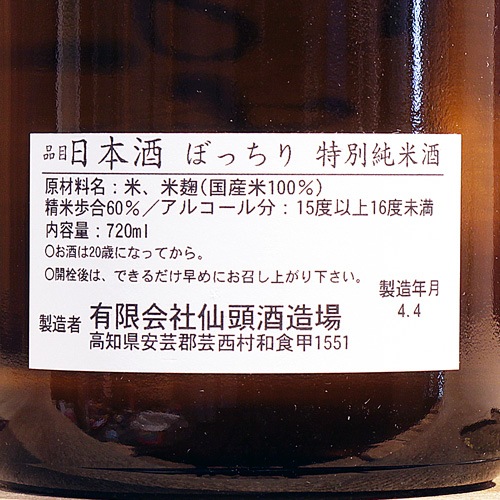 品目日本酒 ぼっちり 特別純米酒
原材料名：米、米麹(国産米100%)
精米歩合60%／アルコール分：15度以上16度未満
内容量：720ml
○お酒は20歳になってから。
○開栓後は、できるだけ早めにお召し上がり下さい。
製造年月
4.4
製造者 有限会社仙頭酒造場
高知県安芸郡芸西村和食甲1551